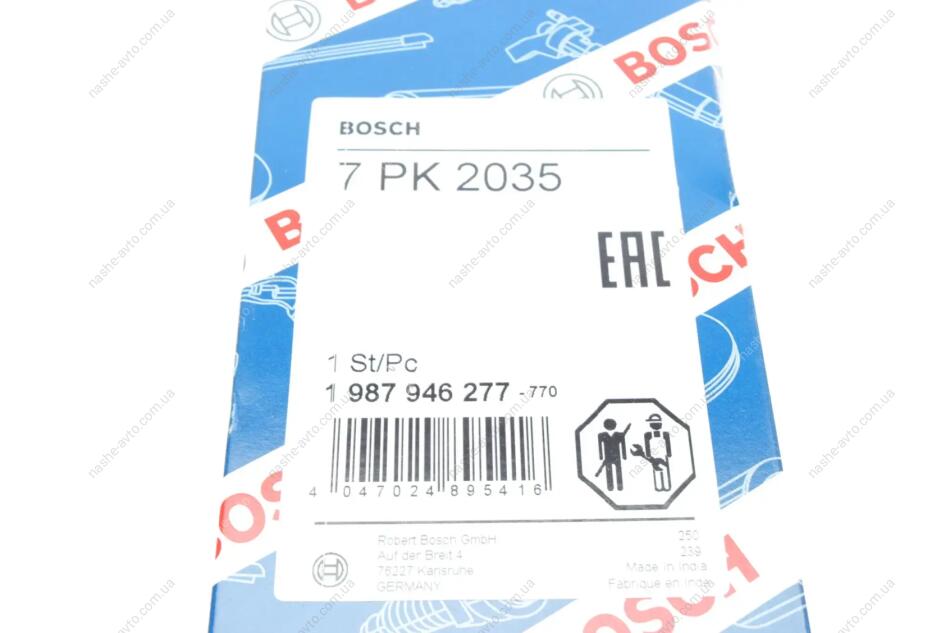 BOSCH
BOSCH
7 PK 2035
EAC
BOSCH
1 St/Pc
1 987 946 277 - 770
4 047024 895416
BOSCH
Robert Bosch GmbH
Auf der Breit 4
76227 Karlsruhe
GERMANY
250
239
Made in India
Fabrique en India
BOSCH
nashe-avto.com.ua